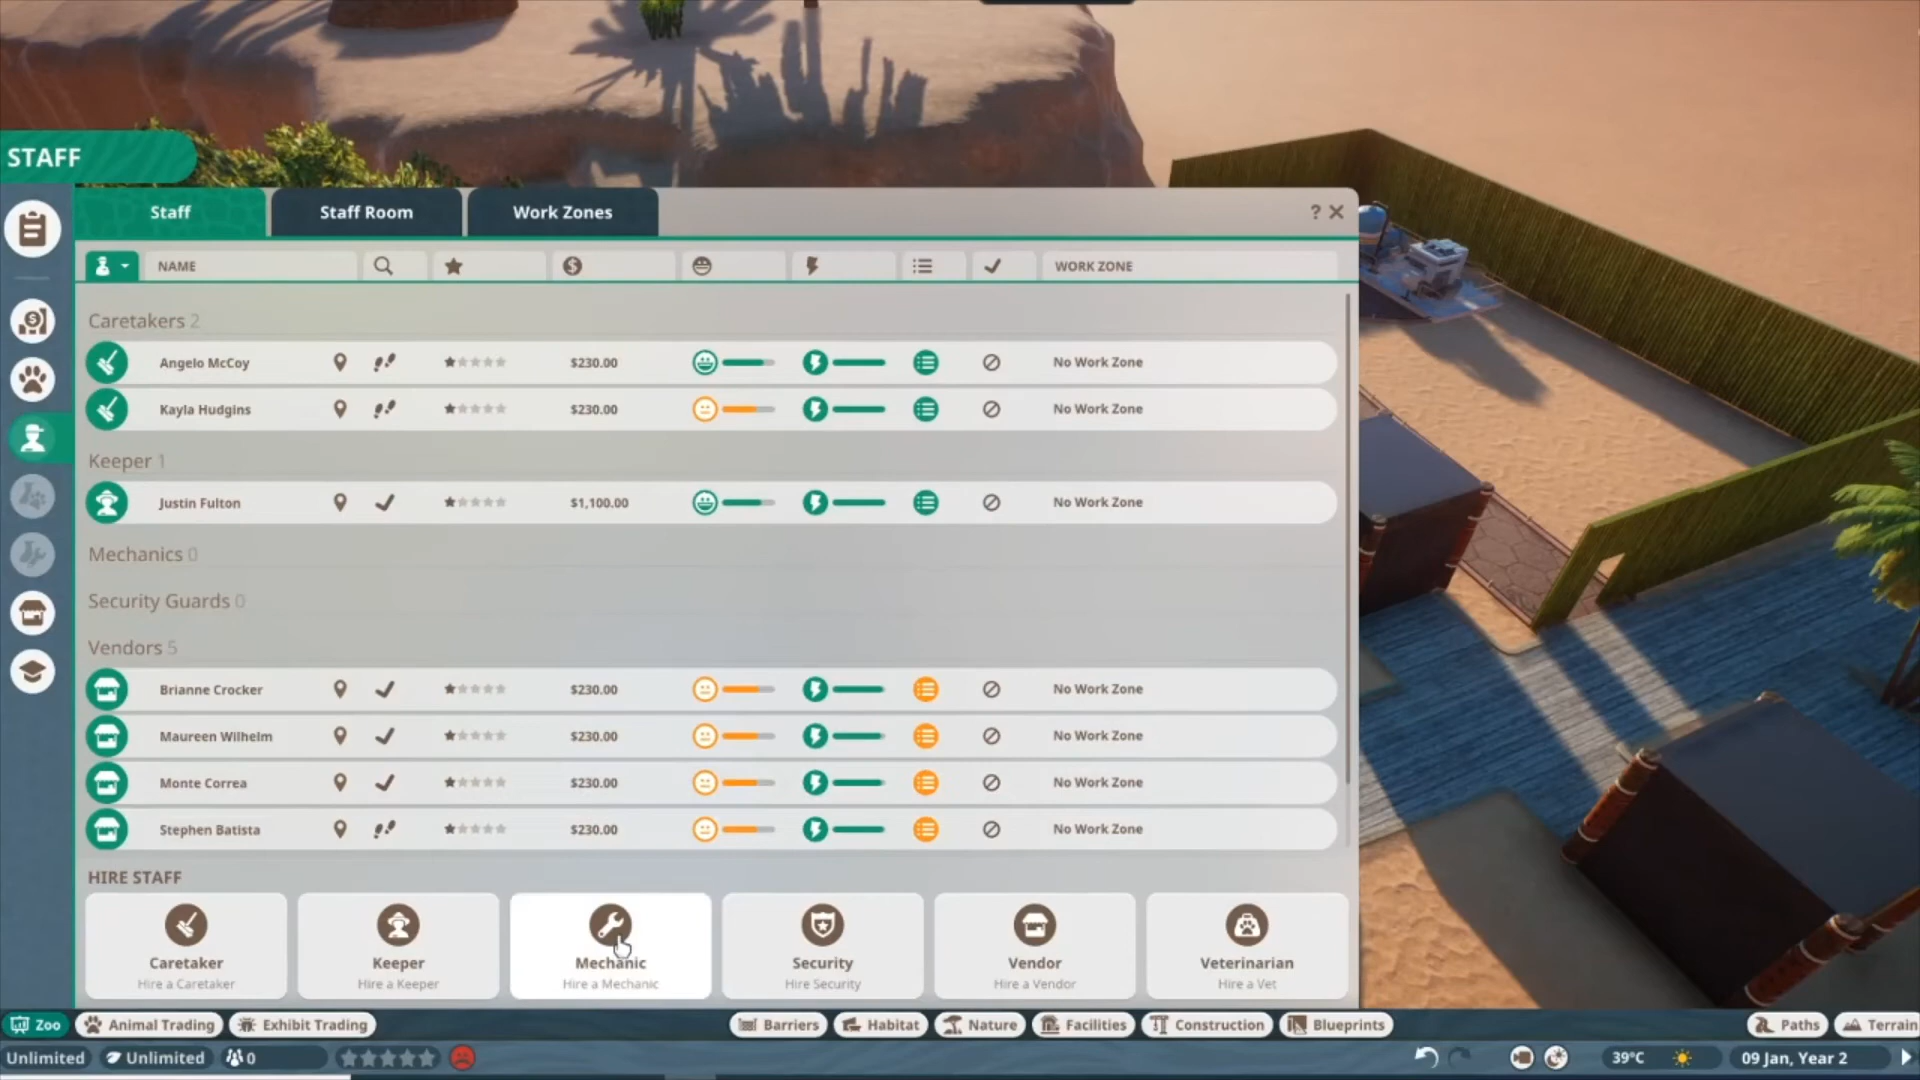 STAFF
Staff Staff Room Work Zones ?
NAME WORK ZONE
Caretakers 2
Angelo McCoy $230.00 No Work Zone
Kayla Hudgins $230.00 No Work Zone
Keeper 1
Justin Fulton $1,100.00 No Work Zone
Mechanics 0
Security Guards 0
Vendors 5
Brianne Crocker $230.00 No Work Zone
Maureen Wilhelm $230.00 No Work Zone
Monte Correa $230.00 No Work Zone
Stephen Batista $230.00 No Work Zone
HIRE STAFF
Caretaker Keeper Mechanic Security Vendor Veterinarian
Hire a Caretaker Hire a Keeper Hire a Mechanic Hire Security Hire a Vendor Hire a Vet
Zoo Animal Trading Exhibit Trading Barriers Habitat Nature Facilities Construction Blueprints Paths Terrain
Unlimited Unlimited 0 39°C 09 Jan, Year 2